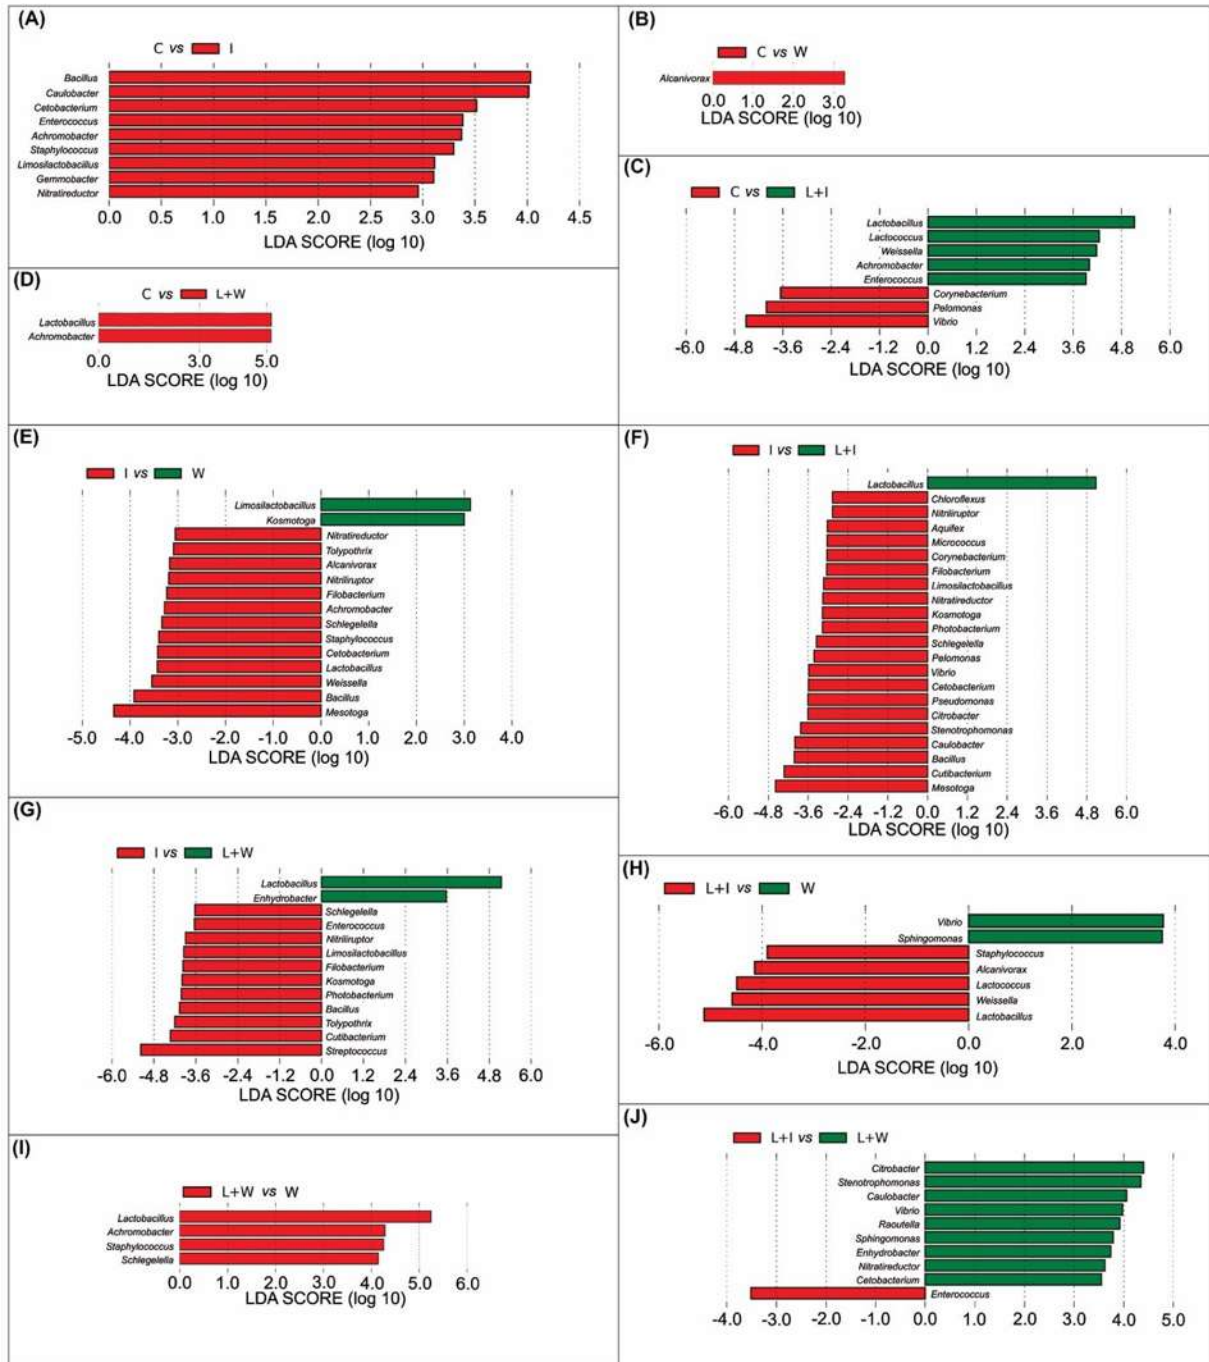 (A)
C vs I
Bacillus
Caulobacter
Cetobacterium
Enterococcus
Achromobacter
Staphylococcus
Limosilactobacillus
Gemmobacter
Nitratireductor
0.0 0.5 1.0 1.5 2.0 2.5 3.0 3.5 4.0 4.5
LDA SCORE (log 10)
(B)
C vs W
Alcanivorax
0.0 1.0 2.0 3.0
LDA SCORE (log 10)
(C)
C vs L+I
Lactobacillus
Lactococcus
Weissella
Achromobacter
Enterococcus
Corynebacterium
Pelomonas
Vibrio
-6.0 -4.8 -3.6 -2.4 -1.2 0.0 1.2 2.4 3.6 4.8 6.0
LDA SCORE (log 10)
(D)
C vs L+W
Lactobacillus
Achromobacter
0.0 3.0 5.0
LDA SCORE (log 10)
(E)
I vs W
Limosilactobacillus
Kosmotoga
Nitratireductor
Tolypothrix
Alcanivorax
Nitriliruptor
Filobacterium
Achromobacter
Schlegelella
Staphylococcus
Cetobacterium
Lactobacillus
Weissella
Bacillus
Mesotoga
-5.0 -4.0 -3.0 -2.0 -1.0 0.0 1.0 2.0 3.0 4.0
LDA SCORE (log 10)
(F)
I vs L+I
Lactobacillus
Chloroflexus
Nitriliruptor
Aquifex
Micrococcus
Corynebacterium
Filobacterium
Limosilactobacillus
Nitratireductor
Kosmotoga
Photobacterium
Schlegelella
Pelomonas
Vibrio
Cetobacterium
Pseudomonas
Citrobacter
Stenotrophomonas
Caulobacter
Bacillus
Cutibacterium
Mesotoga
-6.0 -4.8 -3.6 -2.4 -1.2 0.0 1.2 2.4 3.6 4.8 6.0
LDA SCORE (log 10)
(G)
I vs L+W
Lactobacillus
Enhydrobacter
Schlegelella
Enterococcus
Nitriliruptor
Limosilactobacillus
Filobacterium
Kosmotoga
Photobacterium
Bacillus
Tolypothrix
Cutibacterium
Streptococcus
-6.0 -4.8 -3.6 -2.4 -1.2 0.0 1.2 2.4 3.6 4.8 6.0
LDA SCORE (log 10)
(H)
L+I vs W
Vibrio
Sphingomonas
Staphylococcus
Alcanivorax
Lactococcus
Weissella
Lactobacillus
-6.0 -4.0 -2.0 0.0 2.0 4.0
LDA SCORE (log 10)
(I)
L+W vs W
Lactobacillus
Achromobacter
Staphylococcus
Schlegelella
0.0 1.0 2.0 3.0 4.0 5.0 6.0
LDA SCORE (log 10)
(J)
L+I vs L+W
Citrobacter
Stenotrophomonas
Caulobacter
Vibrio
Raoutella
Sphingomonas
Enhydrobacter
Nitratireductor
Cetobacterium
Enterococcus
-4.0 -3.0 -2.0 -1.0 0.0 1.0 2.0 3.0 4.0 5.0
LDA SCORE (log 10)